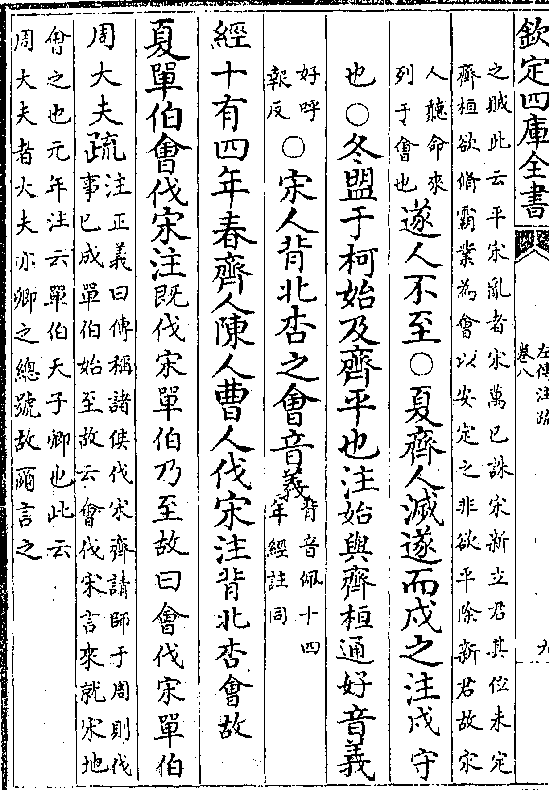 欽定四庫全書
左傳注疏
卷八
九
之賊此云平宋亂者宋萬已誅宋新立君其位未定
齊桓欲脩霸業為會以安定之非欲平除新君故宋
人聽命來
列于會也
遂人不至○夏齊人滅遂而戍之注戍守
也○冬盟于柯始及齊平也注始與齊桓通好音義
好呼
報反
○宋人背北杏之會音義
背音佩十四
年經註同
經十有四年春齊人陳人曹人伐宋注背北杏會故
夏單伯會伐宋注既伐宋單伯乃至故曰會伐宋單伯
周大夫疏
注正義曰傳稱諸侯伐宋齊請師于周則伐
事已成單伯始至故云會伐宋言來就宋地
會之也元年注云單伯天子卿也此云
周大夫者大夫亦卿之總號故兩言之